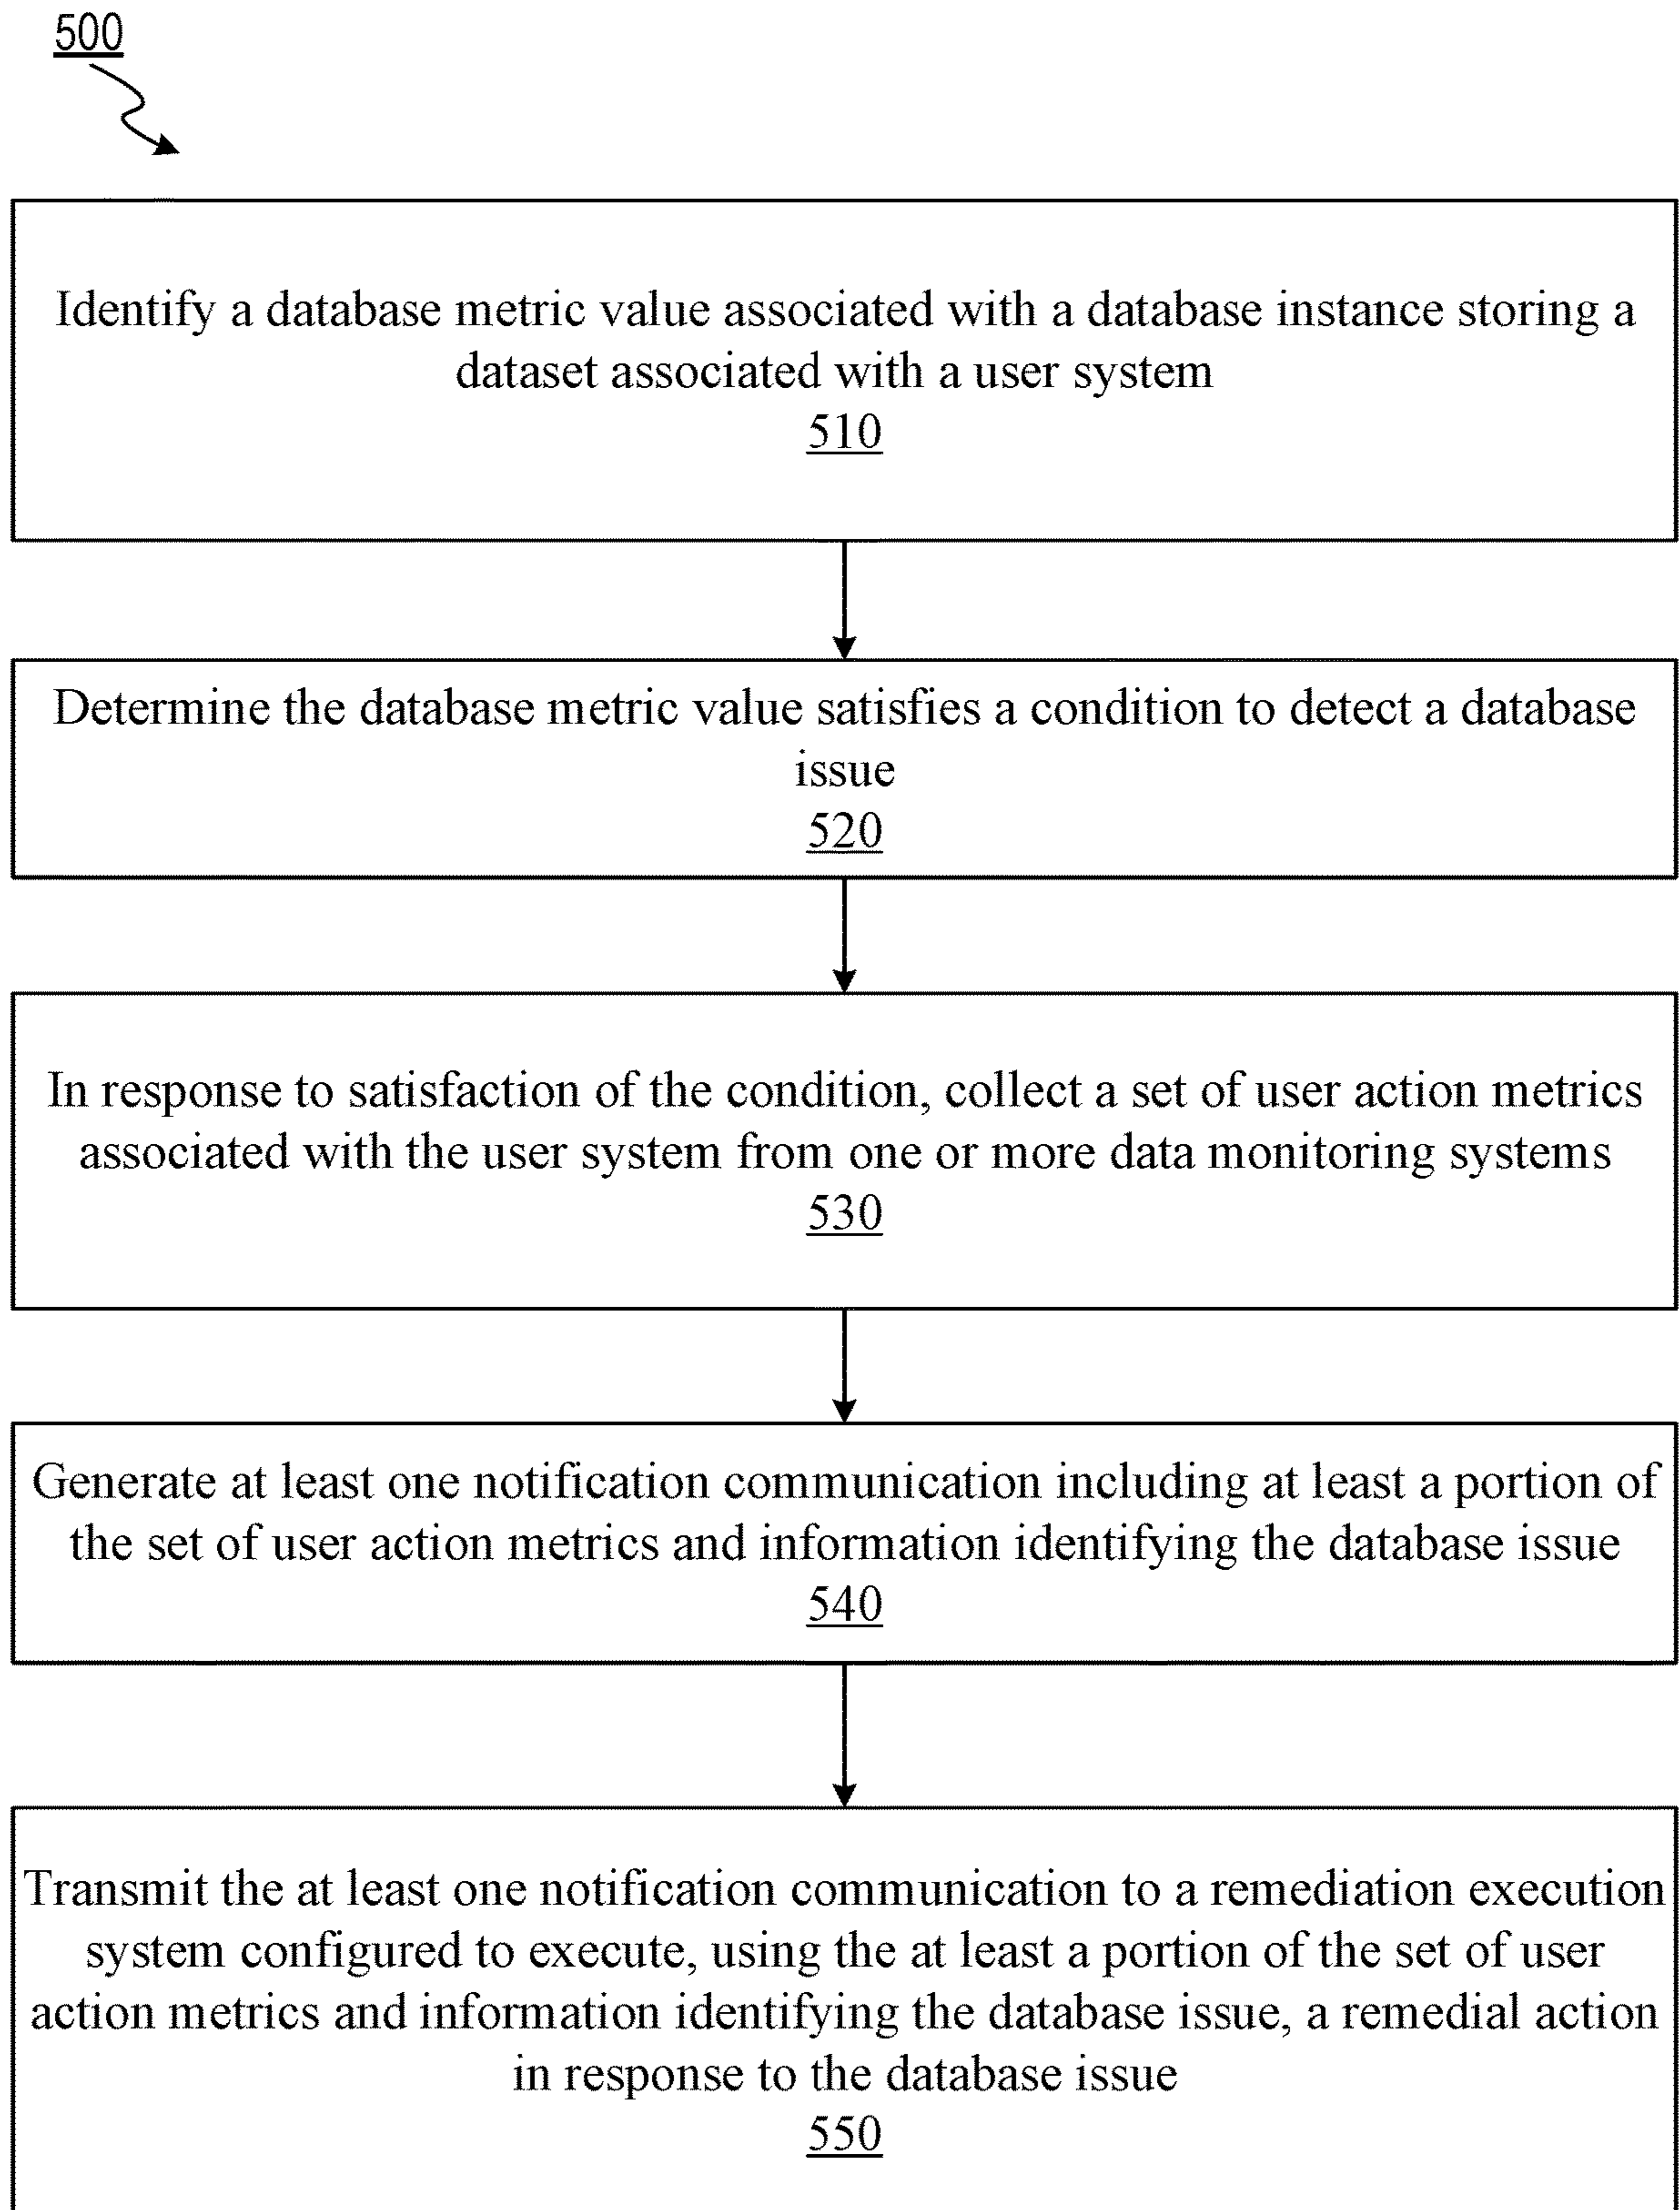 500
Identify a database metric value associated with a database instance storing a
dataset associated with a user system
510
Determine the database metric value satisfies a condition to detect a database
issue
520
In response to satisfaction of the condition, collect a set of user action metrics
associated with the user system from one or more data monitoring systems
530
Generate at least one notification communication including at least a portion of
the set of user action metrics and information identifying the database issue
540
Transmit the at least one notification communication to a remediation execution
system configured to execute, using the at least a portion of the set of user
action metrics and information identifying the database issue, a remedial action
in response to the database issue
550